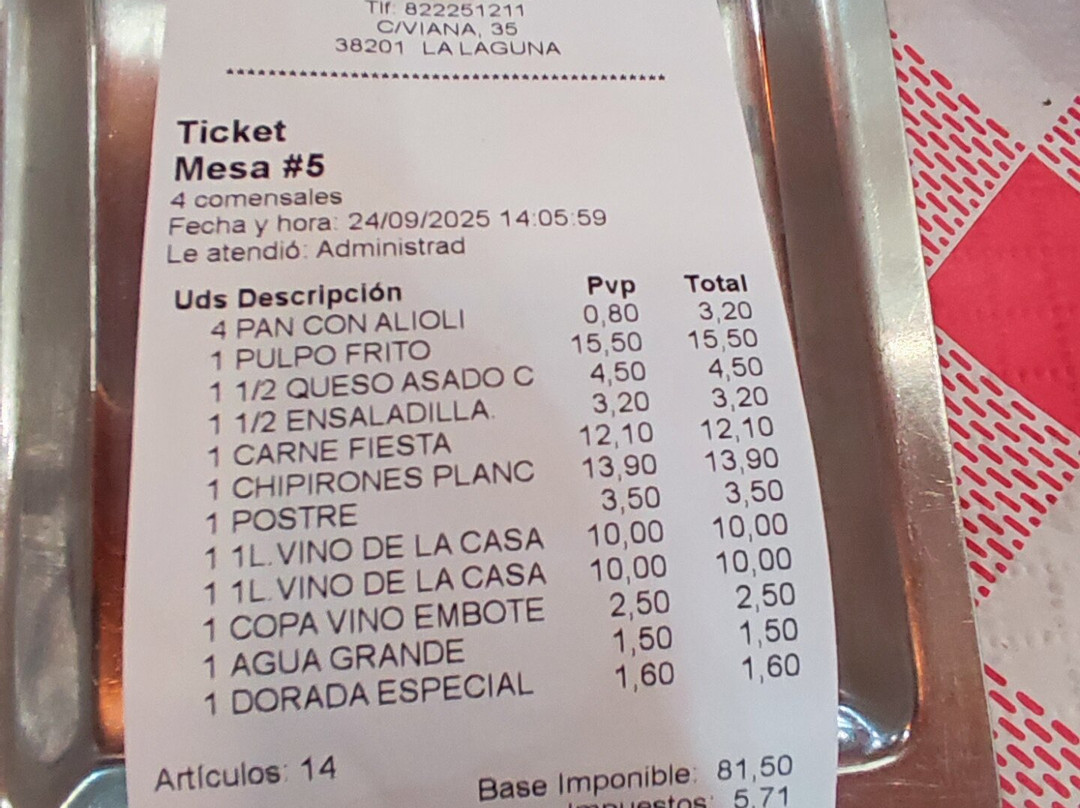 Tlf: 822251211
C/VIANA, 35
38201 LA LAGUNA
******************************************************
Ticket
Mesa #5
4 comensales
Fecha y hora: 24/09/2025 14:05:59
Le atendió: Administrad
Uds Descripción Pvp Total
4 PAN CON ALIOLI 0,80 3,20
1 PULPO FRITO 15,50 15,50
1 1/2 QUESO ASADO C 4,50 4,50
1 1/2 ENSALADILLA. 3,20 3,20
1 CARNE FIESTA 12,10 12,10
1 CHIPIRONES PLANC 13,90 13,90
1 POSTRE 3,50 3,50
1 1L.VINO DE LA CASA 10,00 10,00
1 1L.VINO DE LA CASA 10,00 10,00
1 COPA VINO EMBOTE 2,50 2,50
1 AGUA GRANDE 1,50 1,50
1 DORADA ESPECIAL 1,60 1,60
Artículos: 14
Base Imponible: 81,50
Impuestos: 5,71